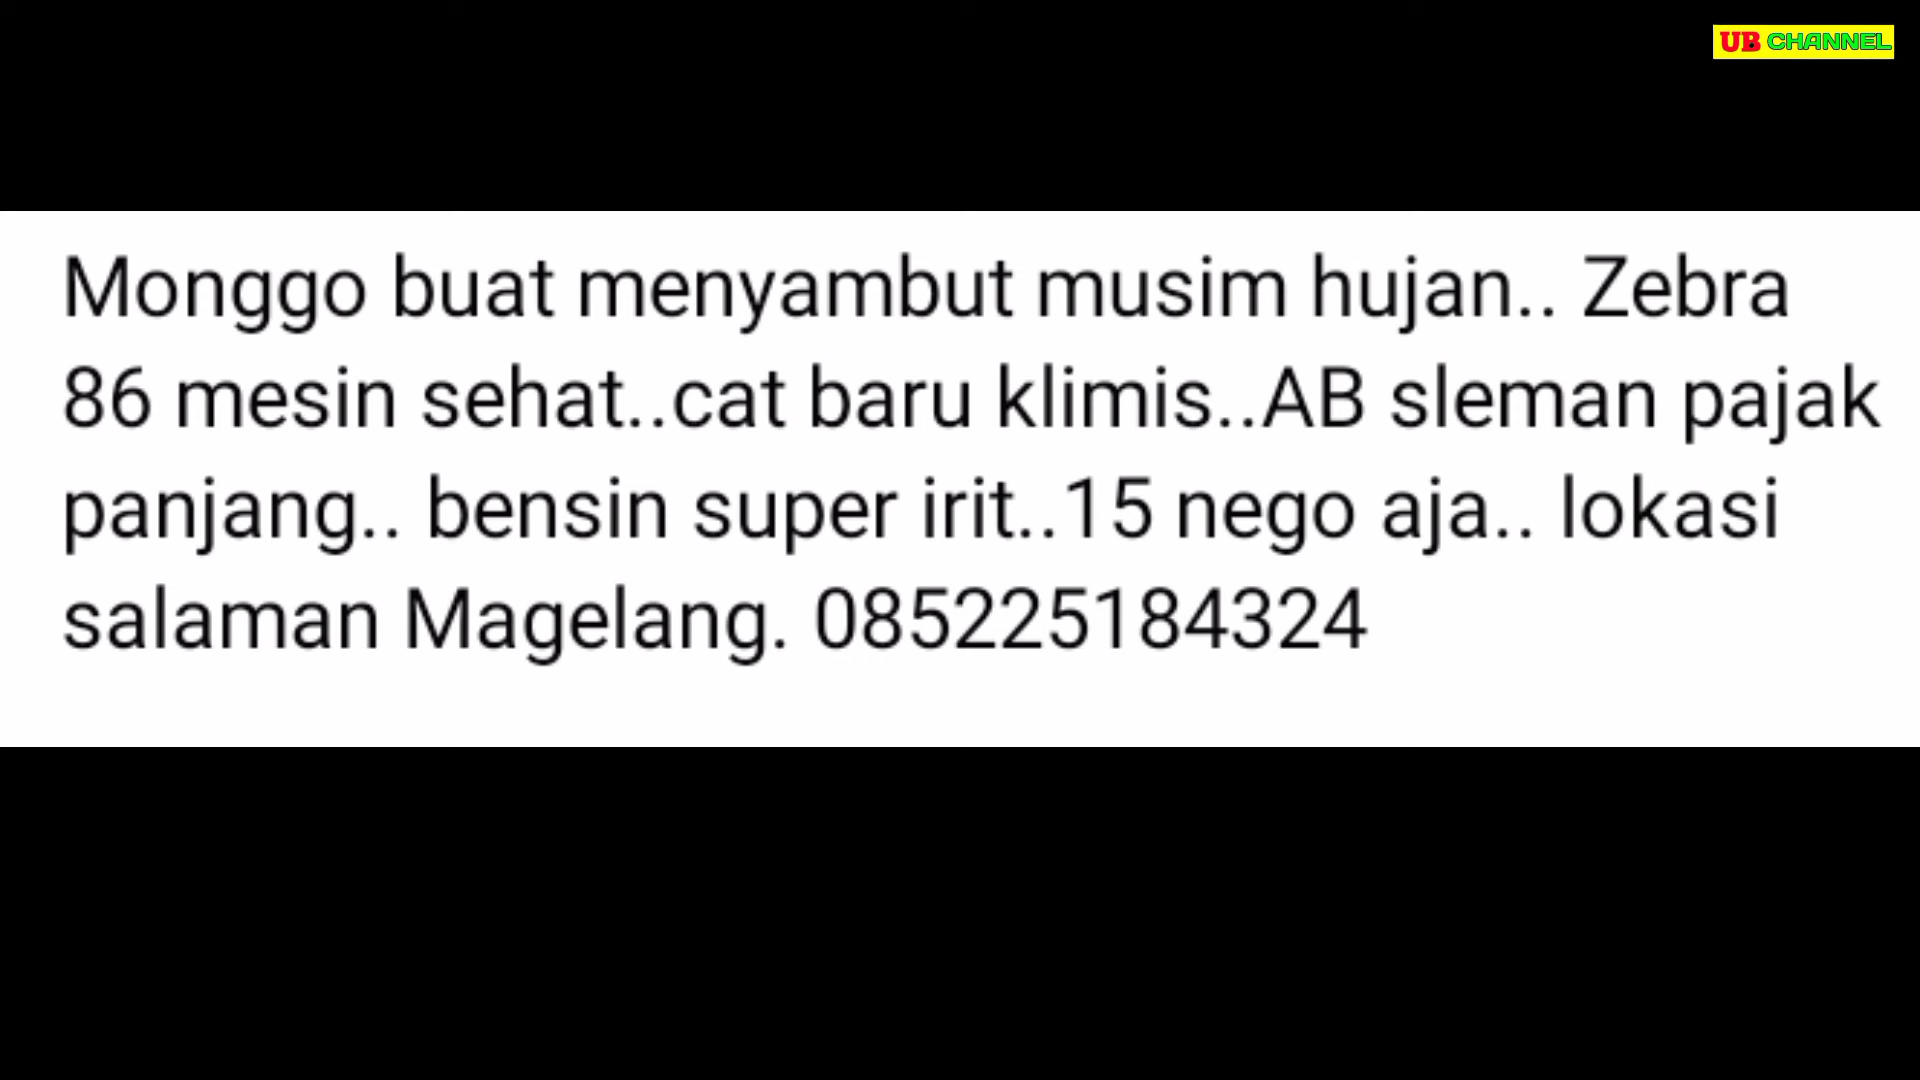 UB CHANNEL
Monggo buat menyambut musim hujan.. Zebra
86 mesin sehat..cat baru klimis..AB sleman pajak
panjang.. bensin super irit..15 nego aja.. lokasi
salaman Magelang. 085225184324